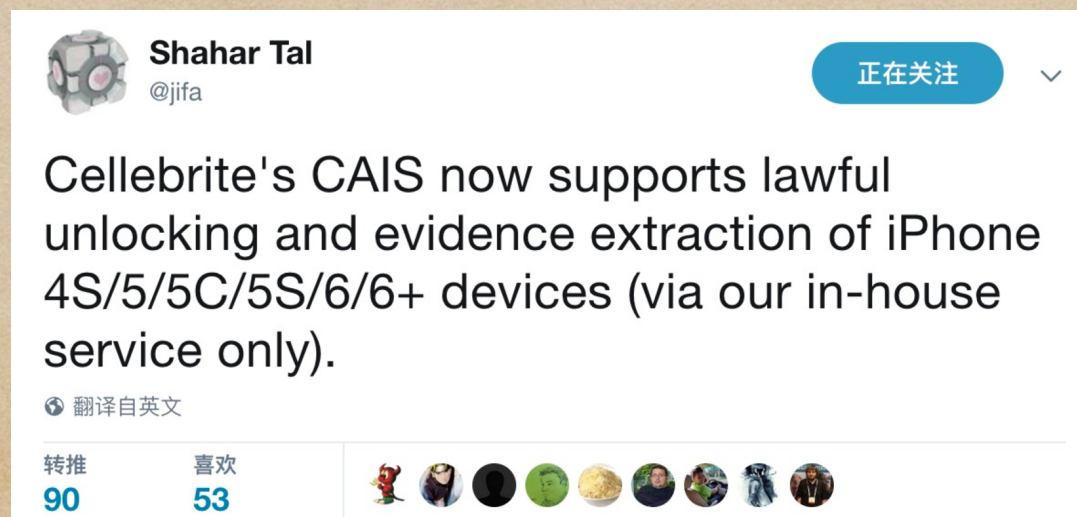 Shahar Tal
@jifa
正在关注
Cellebrite's CAIS now supports lawful
unlocking and evidence extraction of iPhone
4S/5/5C/5S/6/6+ devices (via our in-house
service only).
翻译自英文
转推 喜欢
90 53